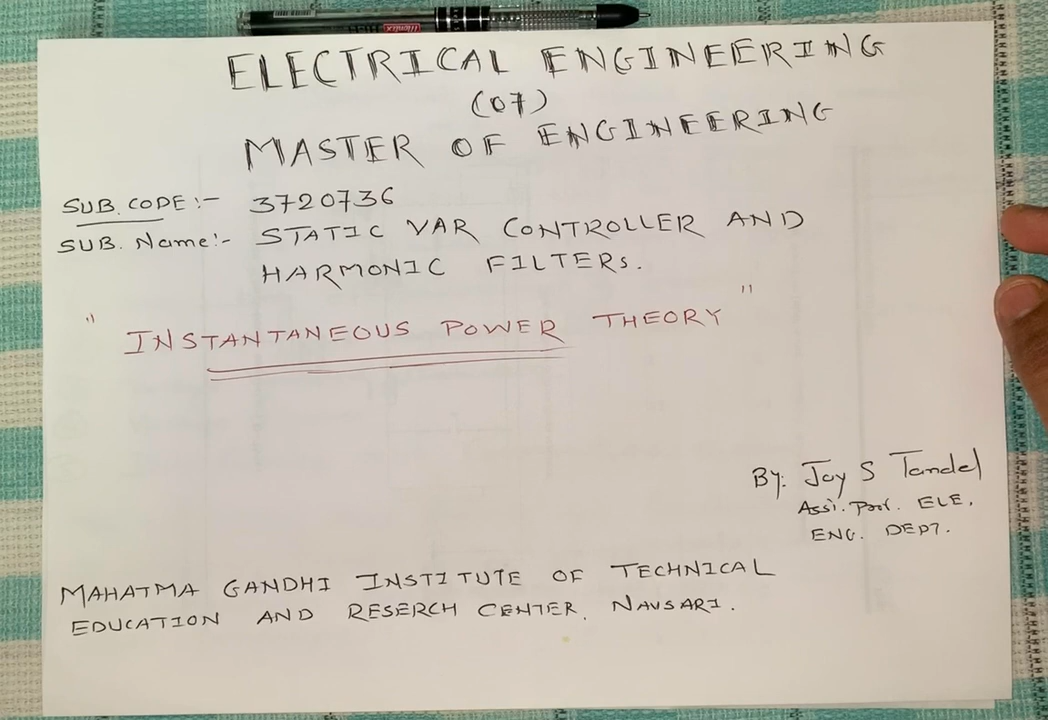 ELECTRICAL ENGINEERING
(07)
MASTER OF ENGINEERING
SUB. CODE:- 3720736
SUB. Name:- STATIC VAR CONTROLLER AND
HARMONIC FILTERS.
" INSTANTANEOUS POWER THEORY "
By: Jay S Tandel
Assi. Prof. ELE.
ENG. DEPT.
MAHATMA GANDHI INSTITUTE OF TECHNICAL
EDUCATION AND RESERCH CENTER. NAVSARI.